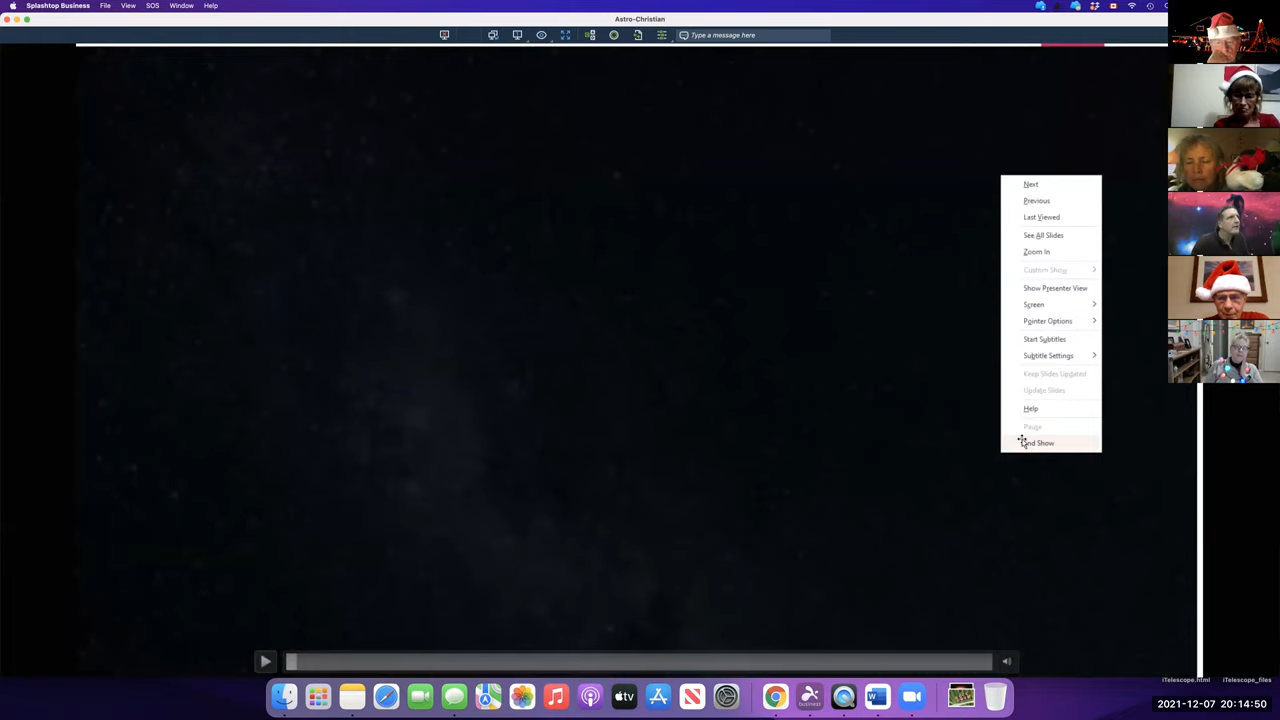 Splashtop Business File View SOS Window Help
Astro-Christian
Type a message here
Next
Previous
Last Viewed
See All Slides
Zoom In
Custom Show
Show Presenter View
Screen
Pointer Options
Start Subtitles
Subtitle Settings
Keep Slides Updated
Update Slides
Help
Pause
End Show
tv
business
iTelescope.html iTelescope_files
2021-12-07 20:14:50